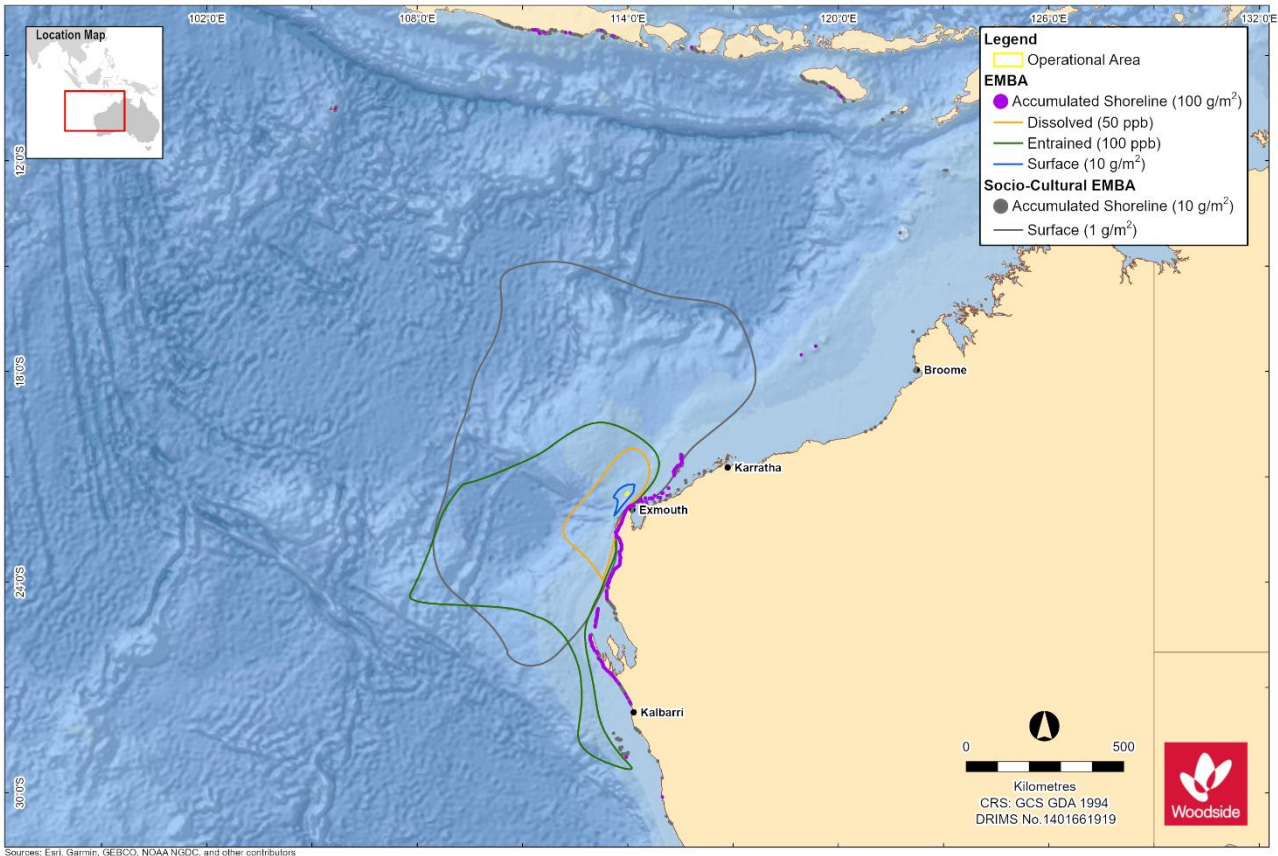 102°0'E
108°0'E
114°0'E
120°0'E
126°0'E
132°0'E
Location Map
Legend
Operational Area
EMBA
Accumulated Shoreline (100 g/m²)
Dissolved (50 ppb)
Entrained (100 ppb)
Surface (10 g/m²)
Socio-Cultural EMBA
Accumulated Shoreline (10 g/m²)
Surface (1 g/m²)
12°0'S
18°0'S
24°0'S
30°0'S
Broome
Karratha
Exmouth
Kalbarri
0 500
Kilometres
CRS: GCS GDA 1994
DRIMS No.1401661919
Woodside
Sources: Esri, Garmin, GEBCO, NOAA NGDC, and other contributors